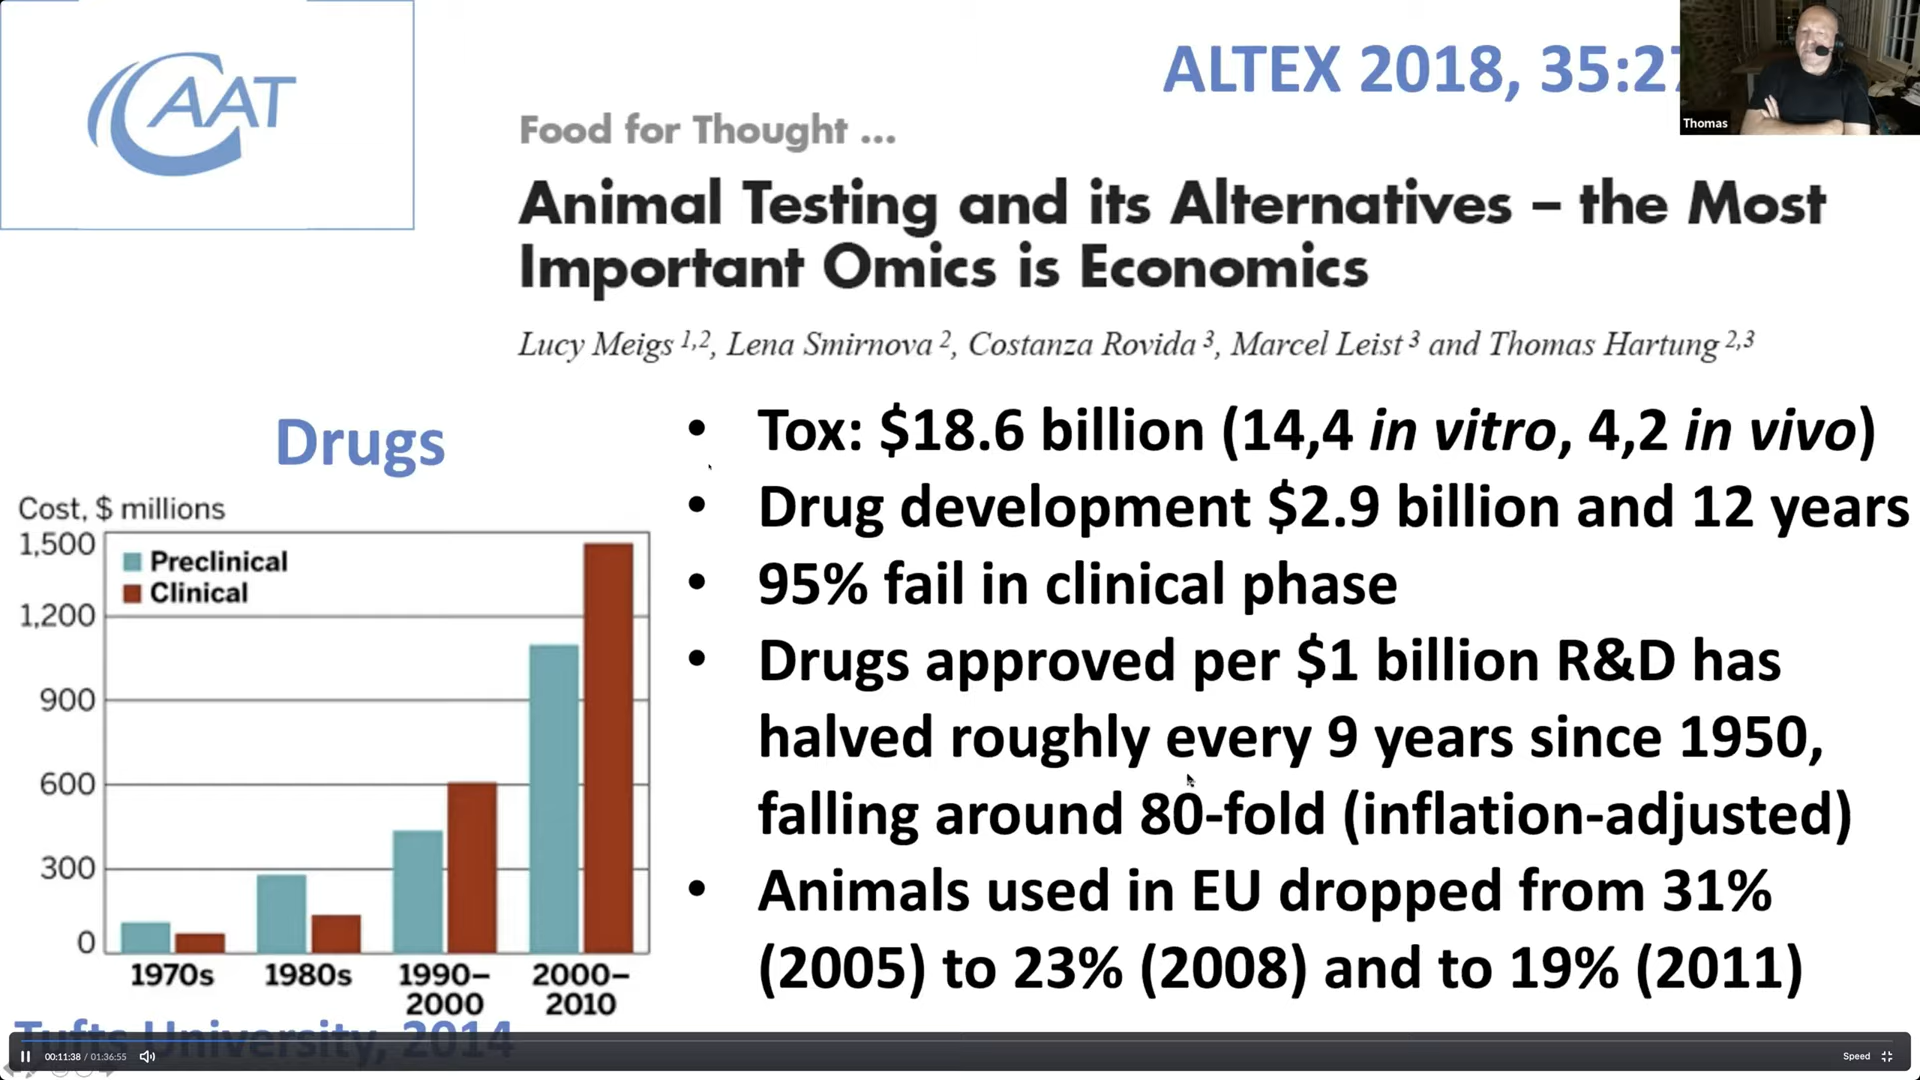 CAAT
ALTEX 2018, 35:27
Thomas
Food for Thought ...
Animal Testing and its Alternatives – the Most
Important Omics is Economics
Lucy Meigs 1,2, Lena Smirnova 2, Costanza Rovida 3, Marcel Leist 3 and Thomas Hartung 2,3
Drugs
Cost, $ millions
1,500
1,200
900
600
300
0
Preclinical
Clinical
1970s
1980s
1990–
2000
2000–
2010
Tufts University, 2014
• Tox: $18.6 billion (14,4 in vitro, 4,2 in vivo)
• Drug development $2.9 billion and 12 years
• 95% fail in clinical phase
• Drugs approved per $1 billion R&D has
halved roughly every 9 years since 1950,
falling around 80-fold (inflation-adjusted)
• Animals used in EU dropped from 31%
(2005) to 23% (2008) and to 19% (2011)
00:11:38 / 01:36:55
Speed